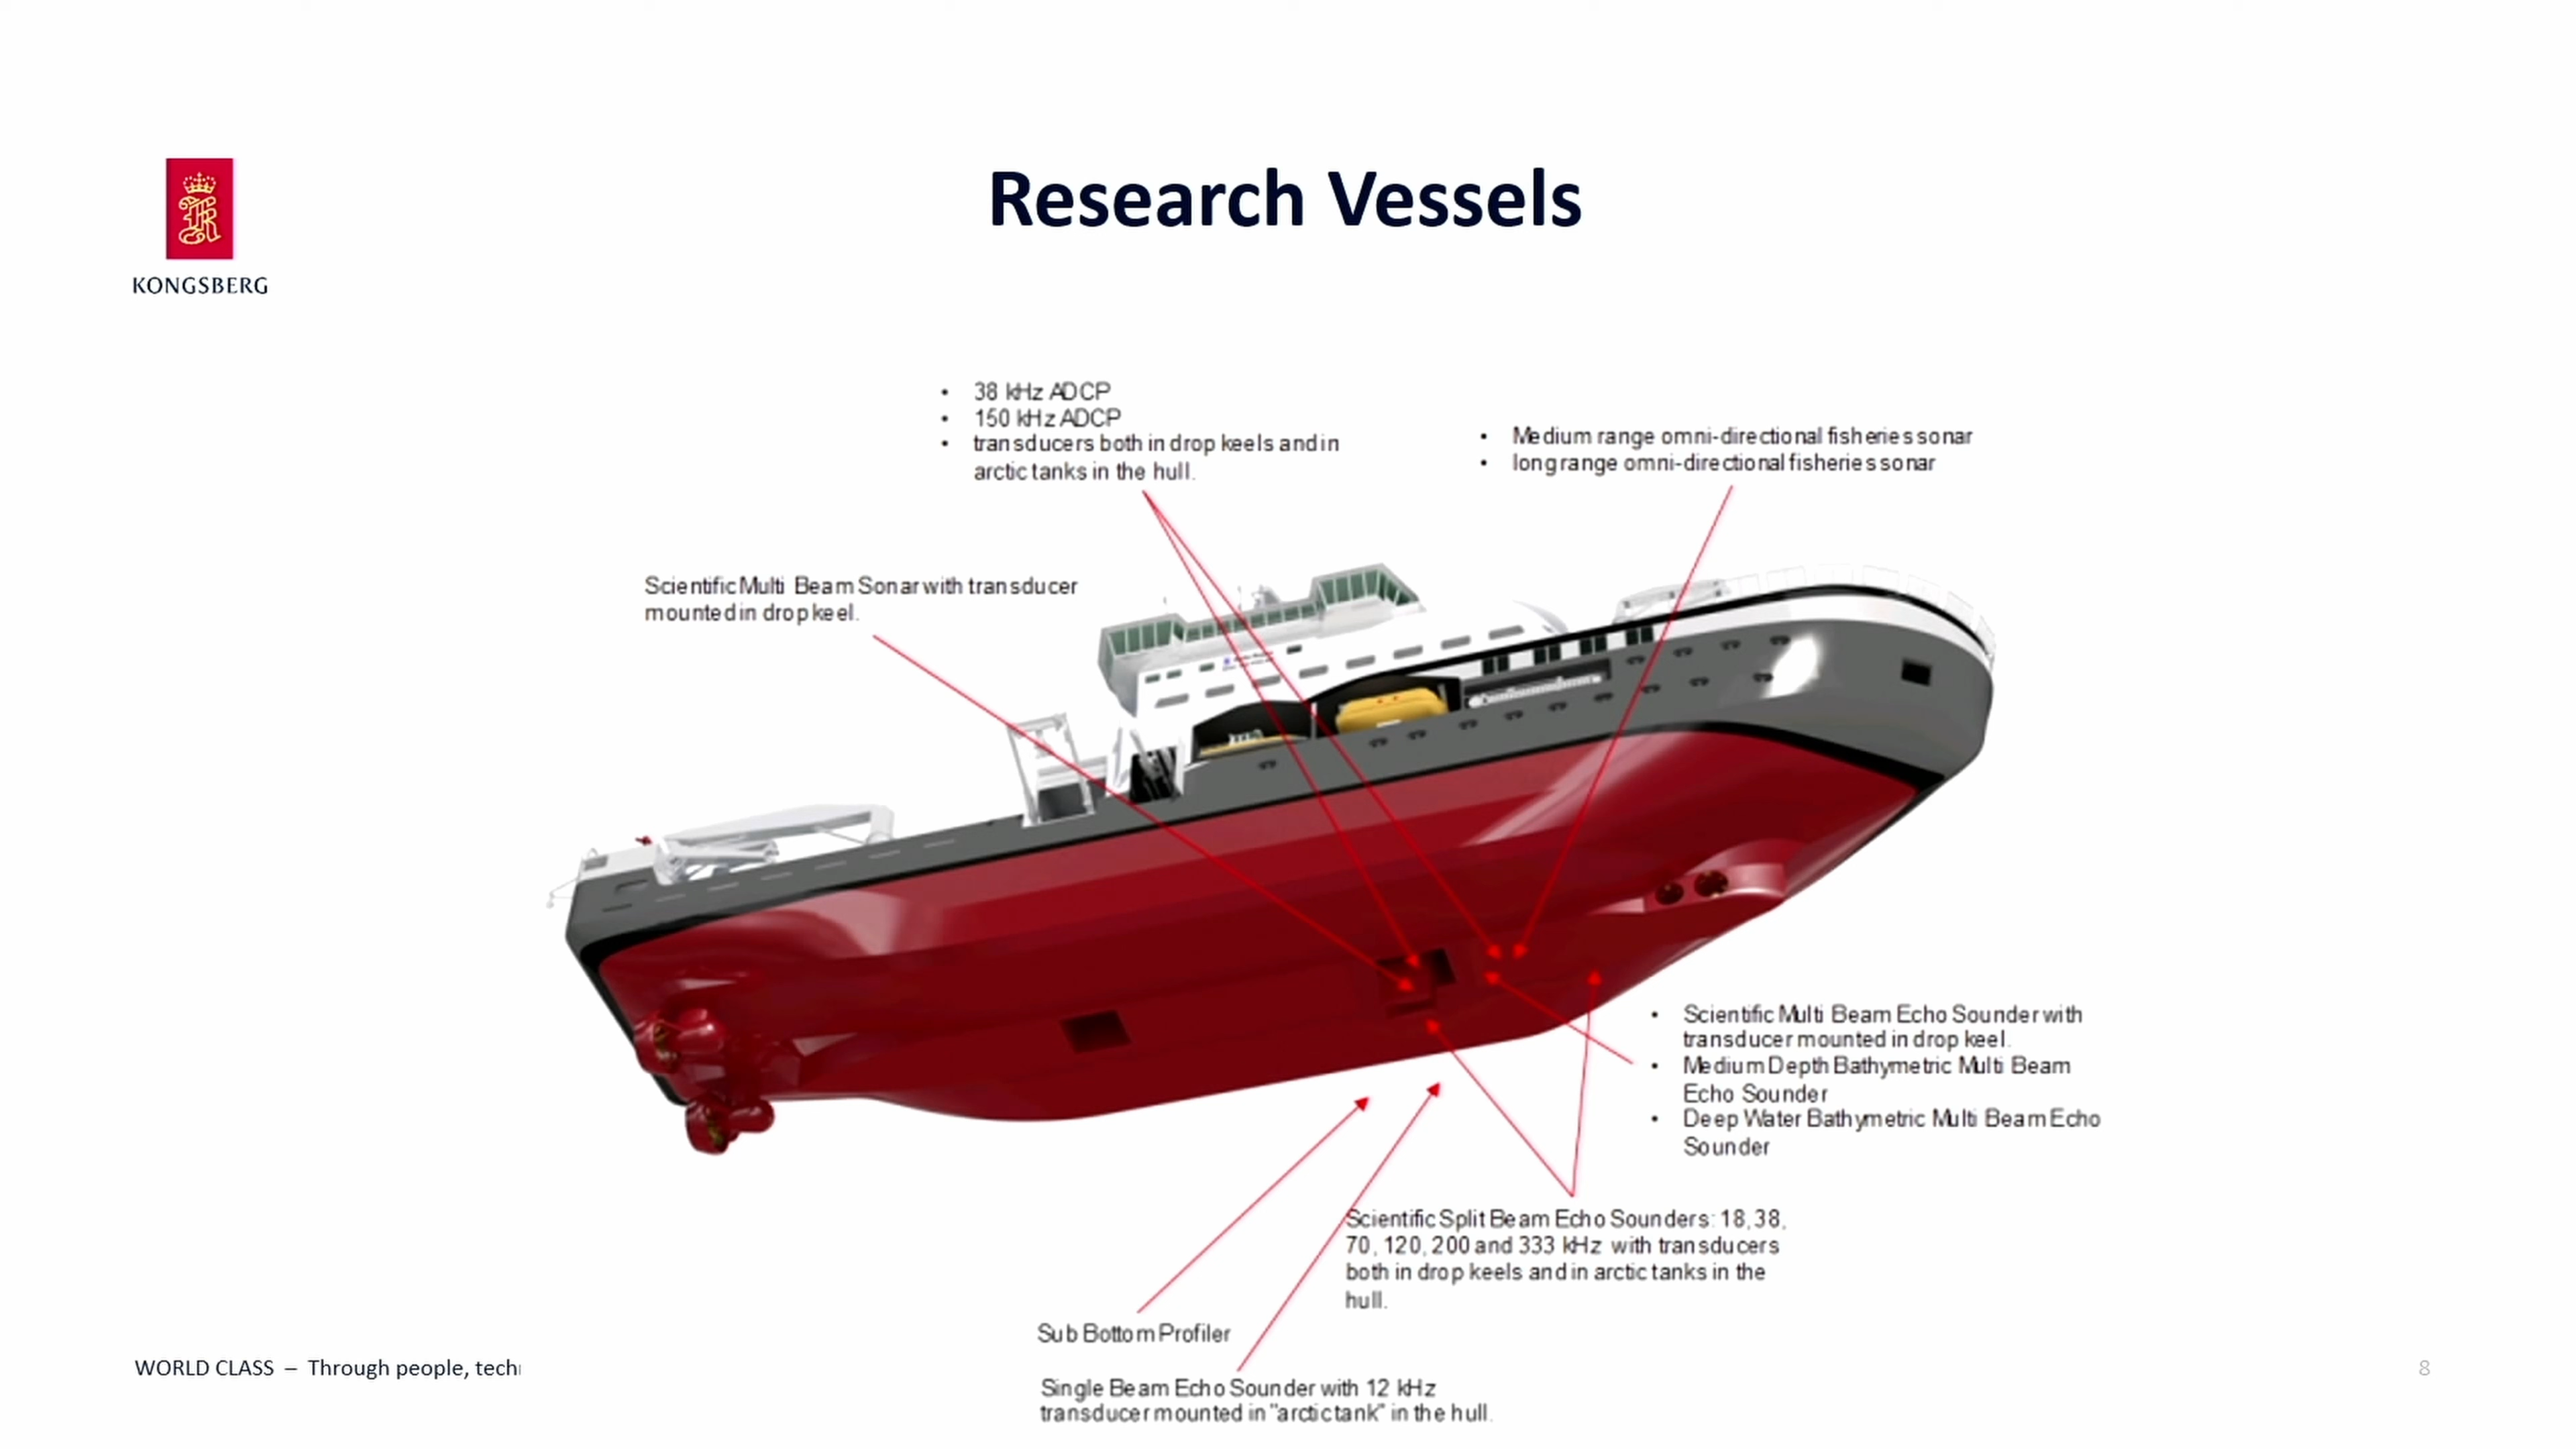 Research Vessels
KONGSBERG
• 38 kHz ADCP
• 150 kHz ADCP
• transducers both in drop keels and in
arctic tanks in the hull.
• Medium range omni-directional fisheries sonar
• long range omni-directional fisheries sonar
Scientific Multi Beam Sonar with transducer
mounted in drop keel.
• Scientific Multi Beam Echo Sounder with
transducer mounted in drop keel.
• Medium Depth Bathymetric Multi Beam
Echo Sounder
• Deep Water Bathymetric Multi Beam Echo
Sounder
Scientific Split Beam Echo Sounders: 18, 38,
70, 120, 200 and 333 kHz with transducers
both in drop keels and in arctic tanks in the
hull.
Sub Bottom Profiler
Single Beam Echo Sounder with 12 kHz
transducer mounted in "arctic tank" in the hull.
WORLD CLASS – Through people,
8